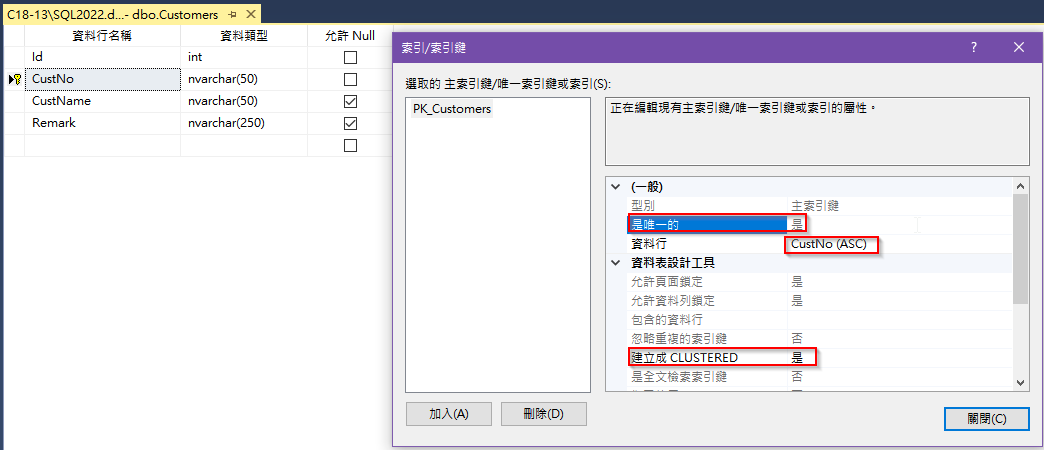 C18-13\SQL2022.d...- dbo.Customers
資料行名稱 資料類型 允許 Null
Id int
CustNo nvarchar(50)
CustName nvarchar(50)
Remark nvarchar(250)
索引/索引鍵
選取的 主索引鍵/唯一索引鍵或索引(S):
PK_Customers
正在編輯現有主索引鍵/唯一索引鍵或索引的屬性。
(一般)
型別 主索引鍵
是唯一的 是
資料行 CustNo (ASC)
資料表設計工具
允許頁面鎖定 是
允許資料列鎖定 是
包含的資料行
忽略重複的索引鍵 否
建立成 CLUSTERED 是
是全文檢索索引鍵 否
加入(A) 刪除(D)
關閉(C)